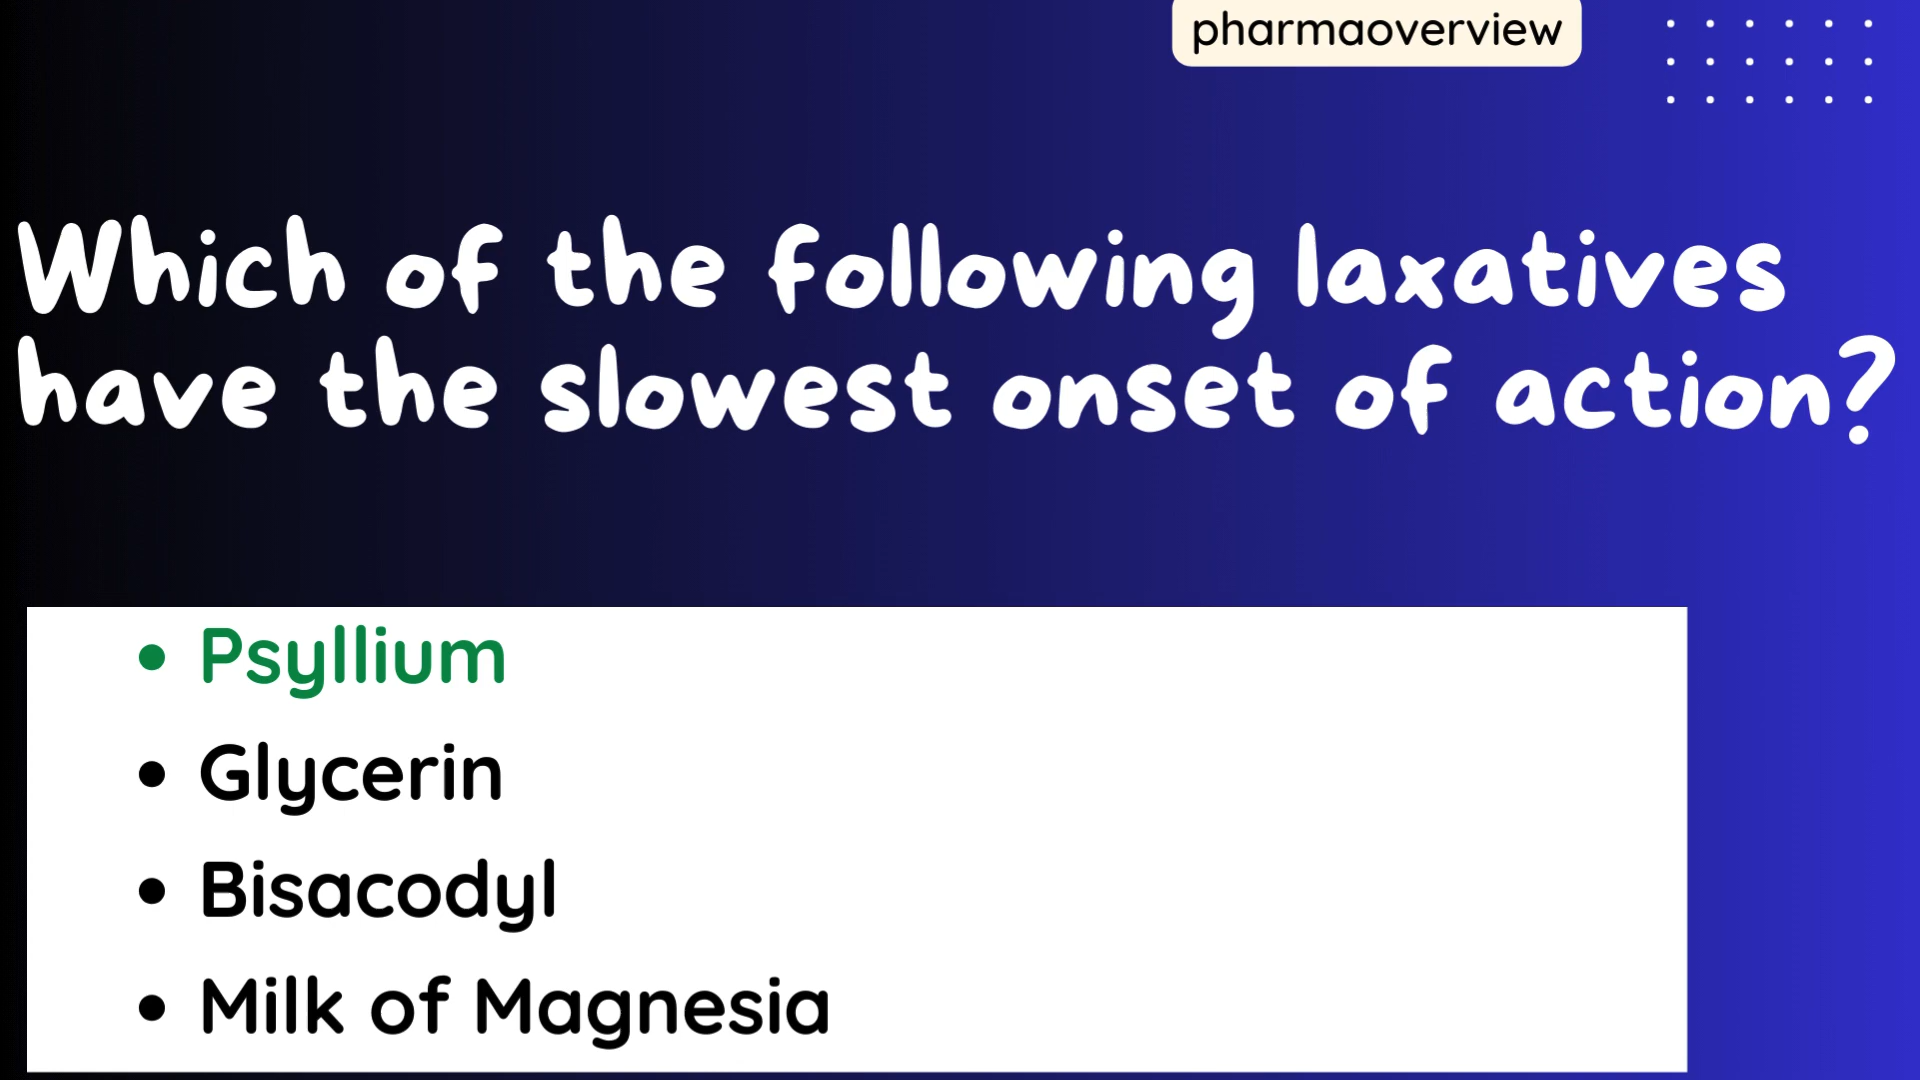 pharmaoverview
Which of the following laxatives
have the slowest onset of action?
• Psyllium
• Glycerin
• Bisacodyl
• Milk of Magnesia